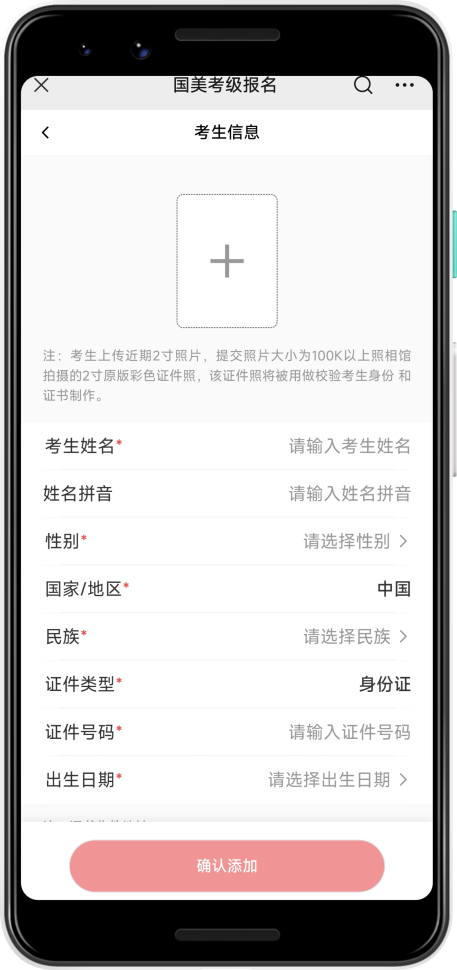 国美考级报名
考生信息
注：考生上传近期2寸照片，提交照片大小为100K以上照相馆
拍摄的2寸原版彩色证件照，该证件照将被用做校验考生身份 和
证书制作。
考生姓名* 请输入考生姓名
姓名拼音 请输入姓名拼音
性别* 请选择性别
国家/地区* 中国
民族* 请选择民族
证件类型* 身份证
证件号码* 请输入证件号码
出生日期* 请选择出生日期
确认添加